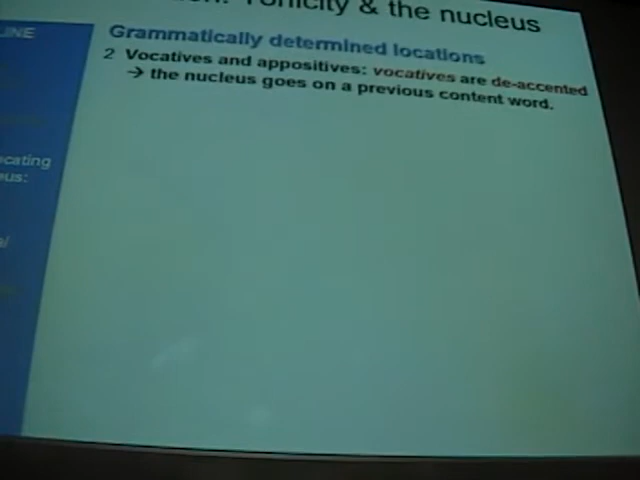 Tonicity & the nucleus
Grammatically determined locations
2 Vocatives and appositives: vocatives are de-accented
→ the nucleus goes on a previous content word.